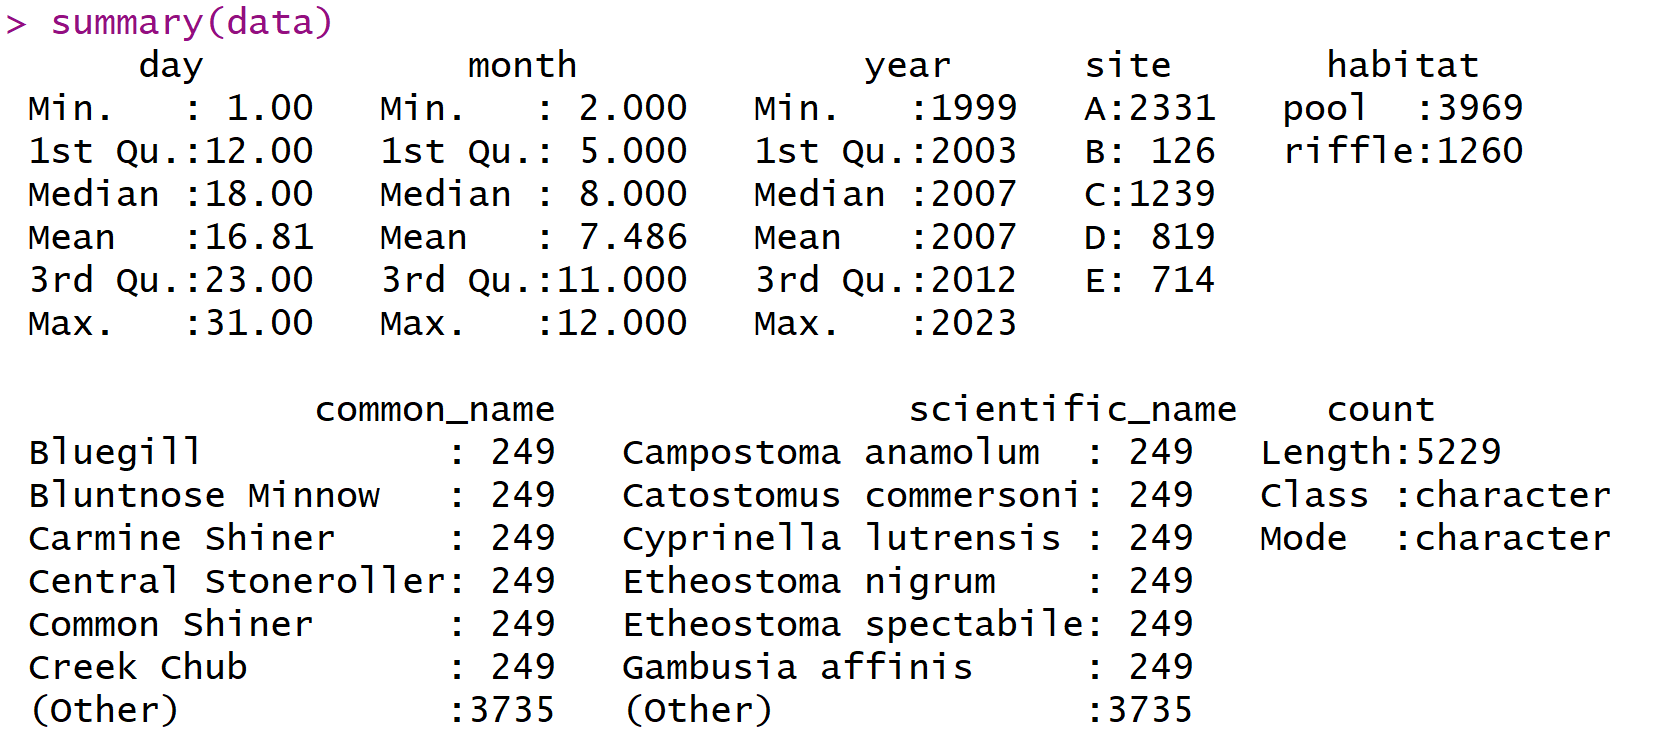 > summary(data)
      day            month             year      site       habitat
 Min.   : 1.00   Min.   : 2.000   Min.   :1999   A:2331   pool  :3969
 1st Qu.:12.00   1st Qu.: 5.000   1st Qu.:2003   B: 126   riffle:1260
 Median :18.00   Median : 8.000   Median :2007   C:1239
 Mean   :16.81   Mean   : 7.486   Mean   :2007   D: 819
 3rd Qu.:23.00   3rd Qu.:11.000   3rd Qu.:2012   E: 714
 Max.   :31.00   Max.   :12.000   Max.   :2023
              common_name                scientific_name    count
 Bluegill           : 249   Campostoma anamolum  : 249   Length:5229
 Bluntnose Minnow   : 249   Catostomus commersoni: 249   Class :character
 Carmine Shiner     : 249   Cyprinella lutrensis : 249   Mode  :character
 Central Stoneroller: 249   Etheostoma nigrum    : 249
 Common Shiner      : 249   Etheostoma spectabile: 249
 Creek Chub         : 249   Gambusia affinis     : 249
 (Other)            :3735   (Other)              :3735